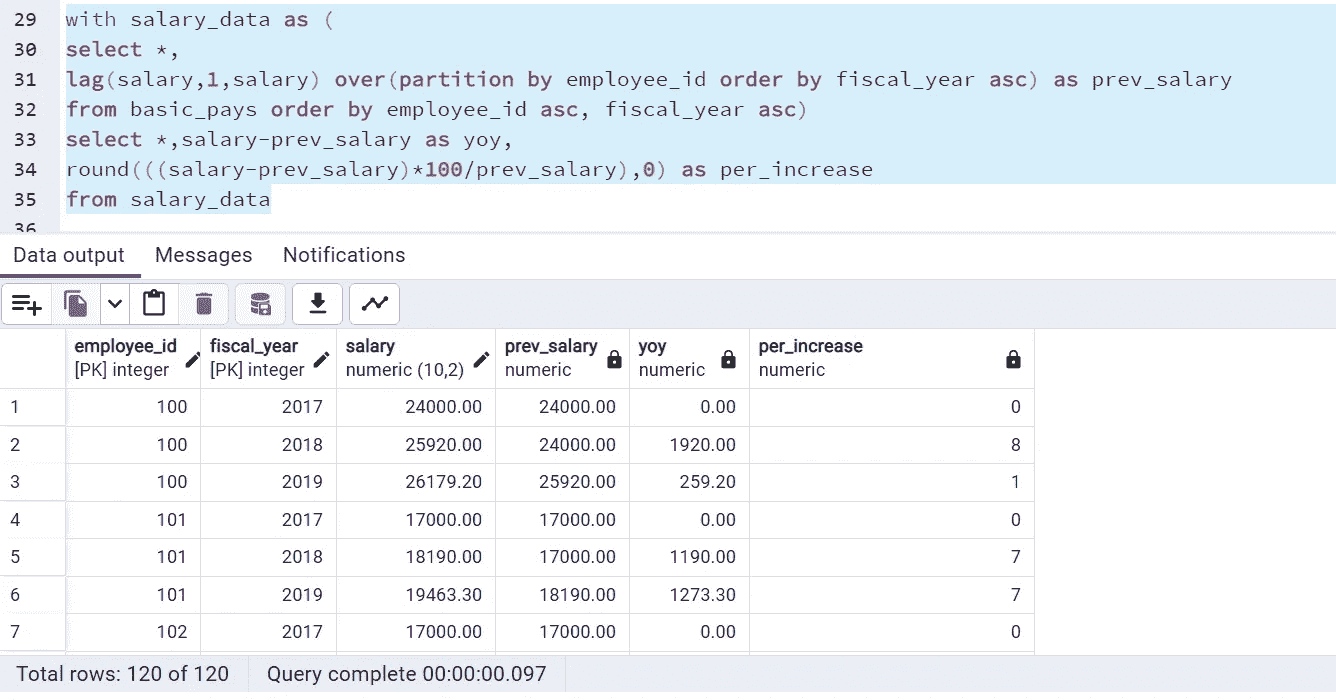 29 with salary_data as (
30 select *,
31 lag(salary,1,salary) over(partition by employee_id order by fiscal_year asc) as prev_salary
32 from basic_pays order by employee_id asc, fiscal_year asc)
33 select *,salary-prev_salary as yoy,
34 round(((salary-prev_salary)*100/prev_salary),0) as per_increase
35 from salary_data
36
Data output Messages Notifications
employee_id fiscal_year salary prev_salary yoy per_increase
[PK] integer [PK] integer numeric (10,2) numeric numeric numeric
1 100 2017 24000.00 24000.00 0.00 0
2 100 2018 25920.00 24000.00 1920.00 8
3 100 2019 26179.20 25920.00 259.20 1
4 101 2017 17000.00 17000.00 0.00 0
5 101 2018 18190.00 17000.00 1190.00 7
6 101 2019 19463.30 18190.00 1273.30 7
7 102 2017 17000.00 17000.00 0.00 0
Total rows: 120 of 120 Query complete 00:00:00.097